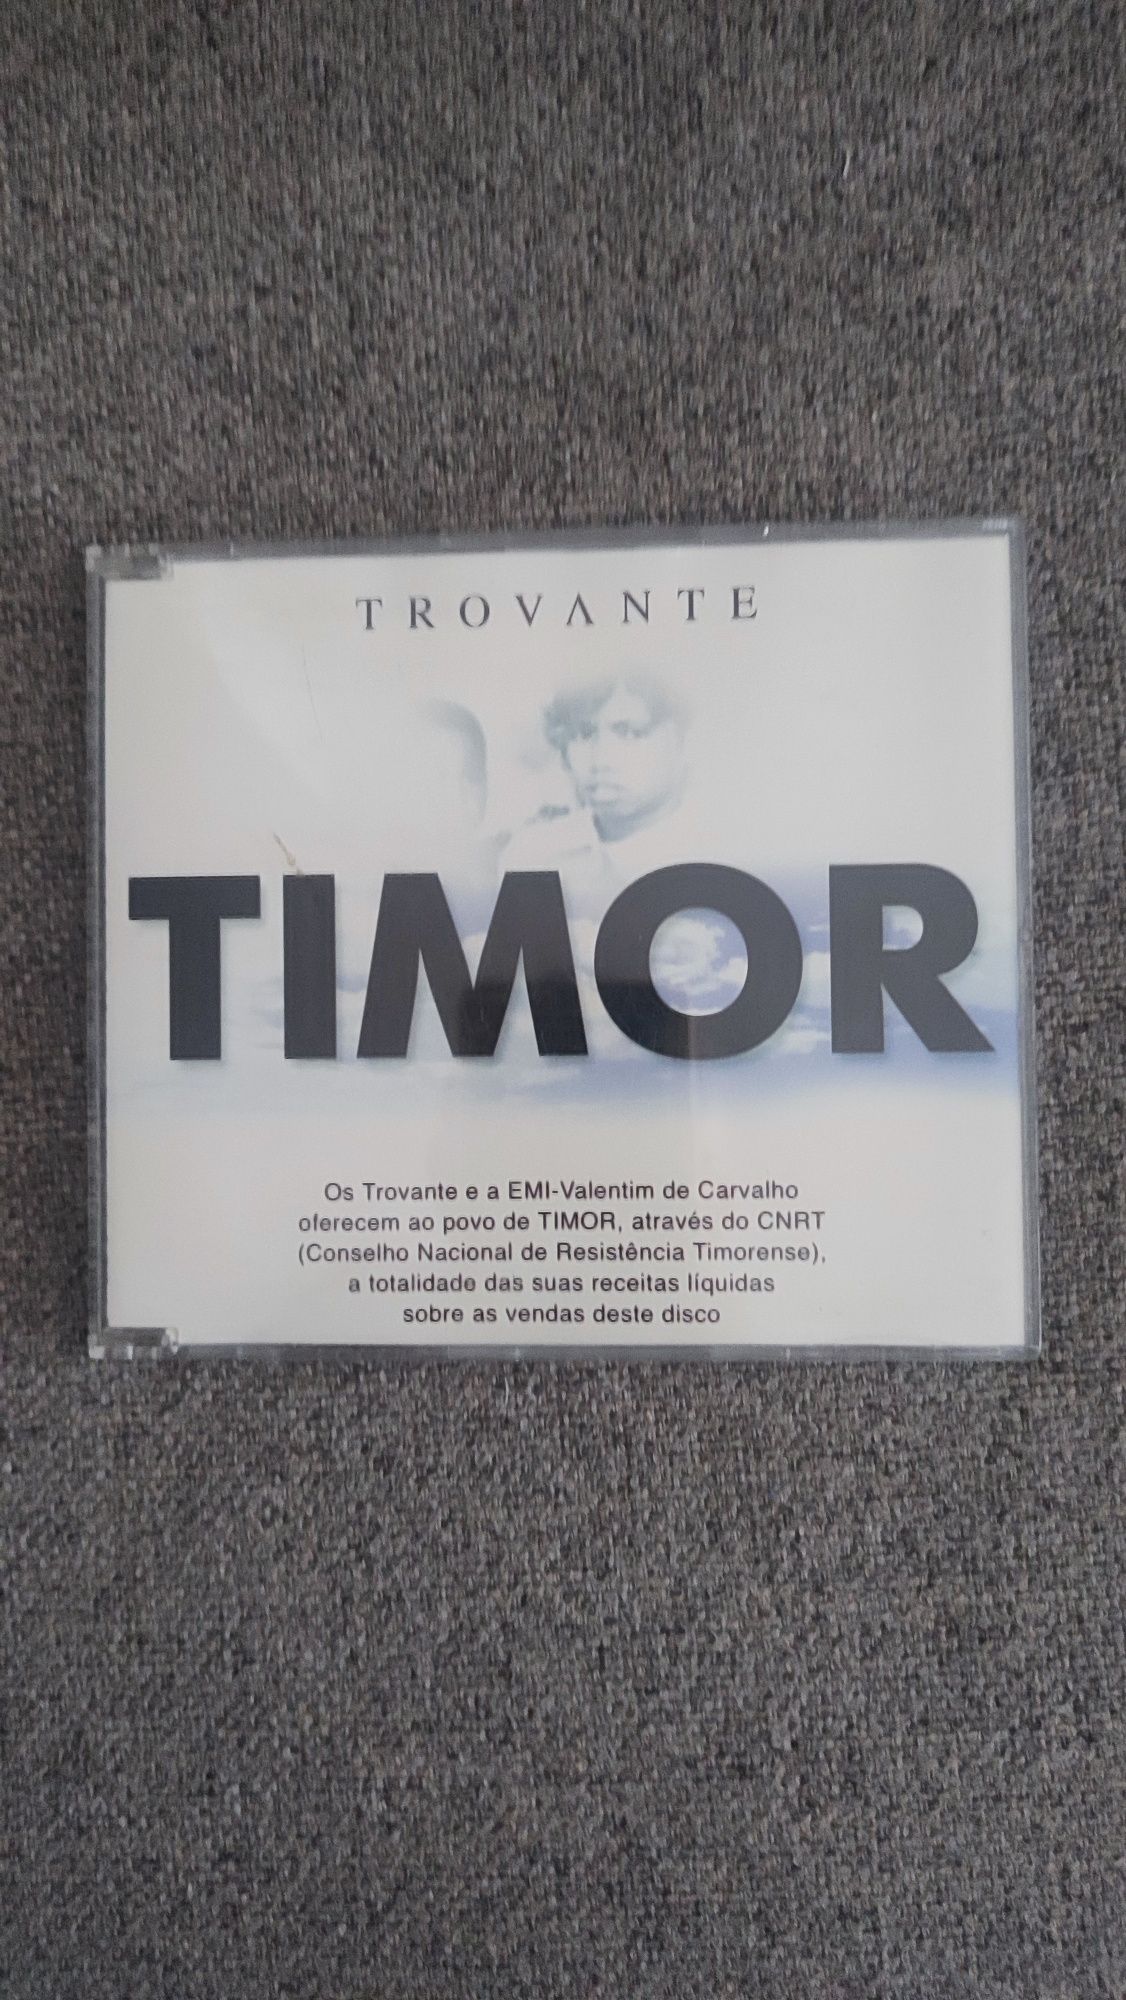 TROVANTE
TIMOR
Os Trovante e a EMI-Valentim de Carvalho
oferecem ao povo de TIMOR, através do CNRT
(Conselho Nacional de Resistência Timorense),
a totalidade das suas receitas líquidas
sobre as vendas deste disco